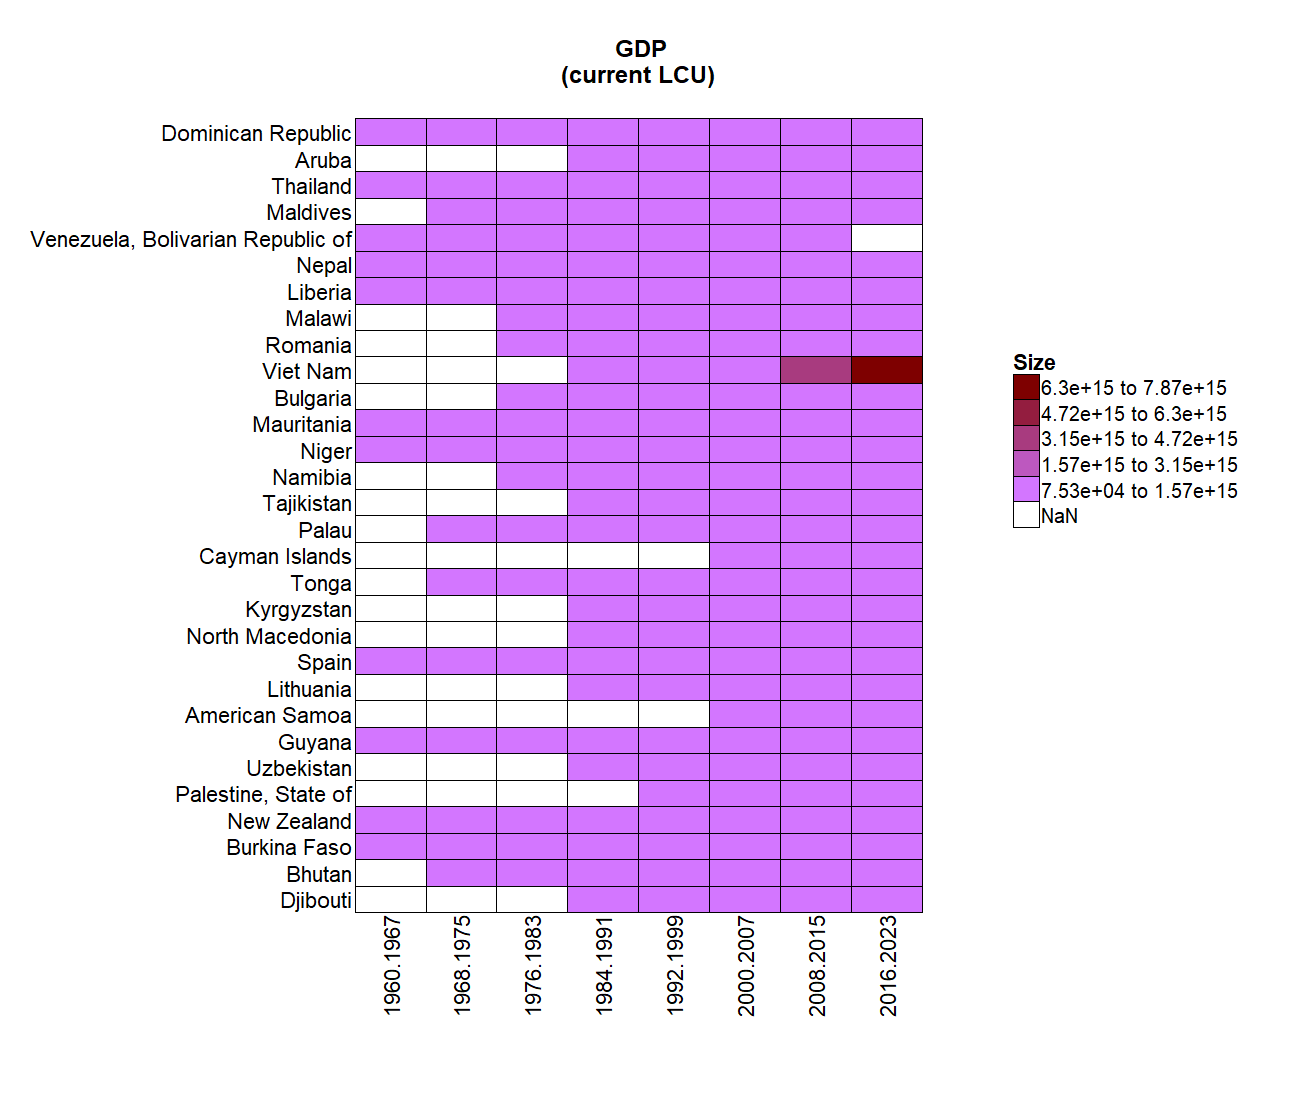 GDP
(current LCU)
Dominican Republic
Aruba
Thailand
Maldives
Venezuela, Bolivarian Republic of
Nepal
Liberia
Malawi
Romania
Viet Nam
Bulgaria
Mauritania
Niger
Namibia
Tajikistan
Palau
Cayman Islands
Tonga
Kyrgyzstan
North Macedonia
Spain
Lithuania
American Samoa
Guyana
Uzbekistan
Palestine, State of
New Zealand
Burkina Faso
Bhutan
Djibouti
1960.1967
1968.1975
1976.1983
1984.1991
1992.1999
2000.2007
2008.2015
2016.2023
Size
6.3e+15 to 7.87e+15
4.72e+15 to 6.3e+15
3.15e+15 to 4.72e+15
1.57e+15 to 3.15e+15
7.53e+04 to 1.57e+15
NaN